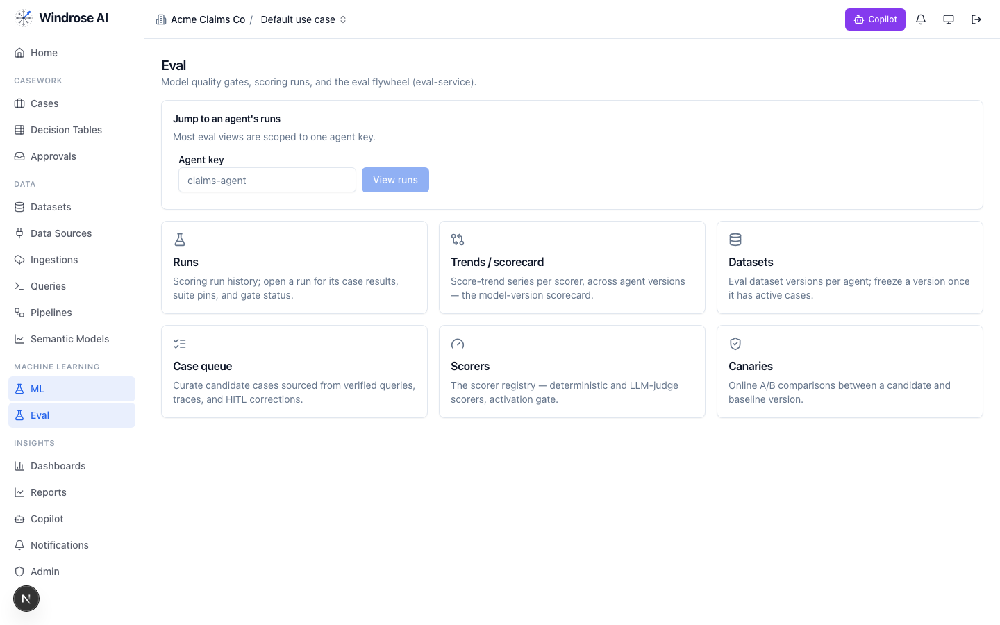 Windrose AI
Acme Claims Co / Default use case
Copilot
Home
CASEWORK
Cases
Decision Tables
Approvals
DATA
Datasets
Data Sources
Ingestions
Queries
Pipelines
Semantic Models
MACHINE LEARNING
ML
Eval
INSIGHTS
Dashboards
Reports
Copilot
Notifications
Admin
N
Eval
Model quality gates, scoring runs, and the eval flywheel (eval-service).
Jump to an agent's runs
Most eval views are scoped to one agent key.
Agent key
claims-agent
View runs
Runs
Scoring run history; open a run for its case results,
suite pins, and gate status.
Trends / scorecard
Score-trend series per scorer, across agent versions
— the model-version scorecard.
Datasets
Eval dataset versions per agent; freeze a version once
it has active cases.
Case queue
Curate candidate cases sourced from verified queries,
traces, and HITL corrections.
Scorers
The scorer registry — deterministic and LLM-judge
scorers, activation gate.
Canaries
Online A/B comparisons between a candidate and
baseline version.